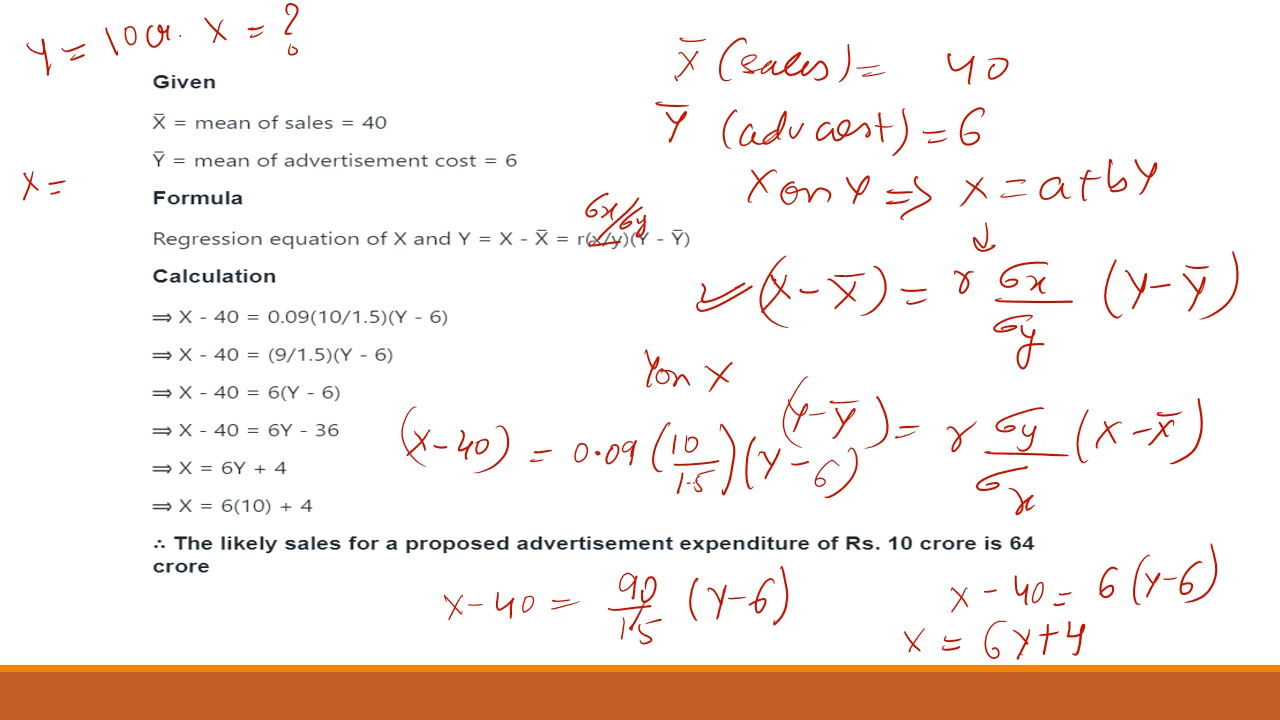 Y = 10 cr. X = ?
X̄ (sales) = 40
Given
X̄ = mean of sales = 40
Ȳ (adv cost) = 6
Ȳ = mean of advertisement cost = 6
X =
X on Y ⇒ X = a + bY
Formula
σx/σy
Regression equation of X and Y = X - X̄ = r(x/y)(Y - Ȳ)
↓
Calculation
✓ (X - X̄) = r σx/σy (Y - Ȳ)
⇒ X - 40 = 0.09(10/1.5)(Y - 6)
⇒ X - 40 = (9/1.5)(Y - 6)
Y on X
⇒ X - 40 = 6(Y - 6)
(Y - Ȳ) = r σy/σx (X - X̄)
⇒ X - 40 = 6Y - 36
(X - 40) = 0.09 (10/1.5) (Y - 6)
⇒ X = 6Y + 4
⇒ X = 6(10) + 4
∴ The likely sales for a proposed advertisement expenditure of Rs. 10 crore is 64
crore
X - 40 = 90/15 (Y - 6)
X - 40 = 6 (Y - 6)
X = 6Y + 4